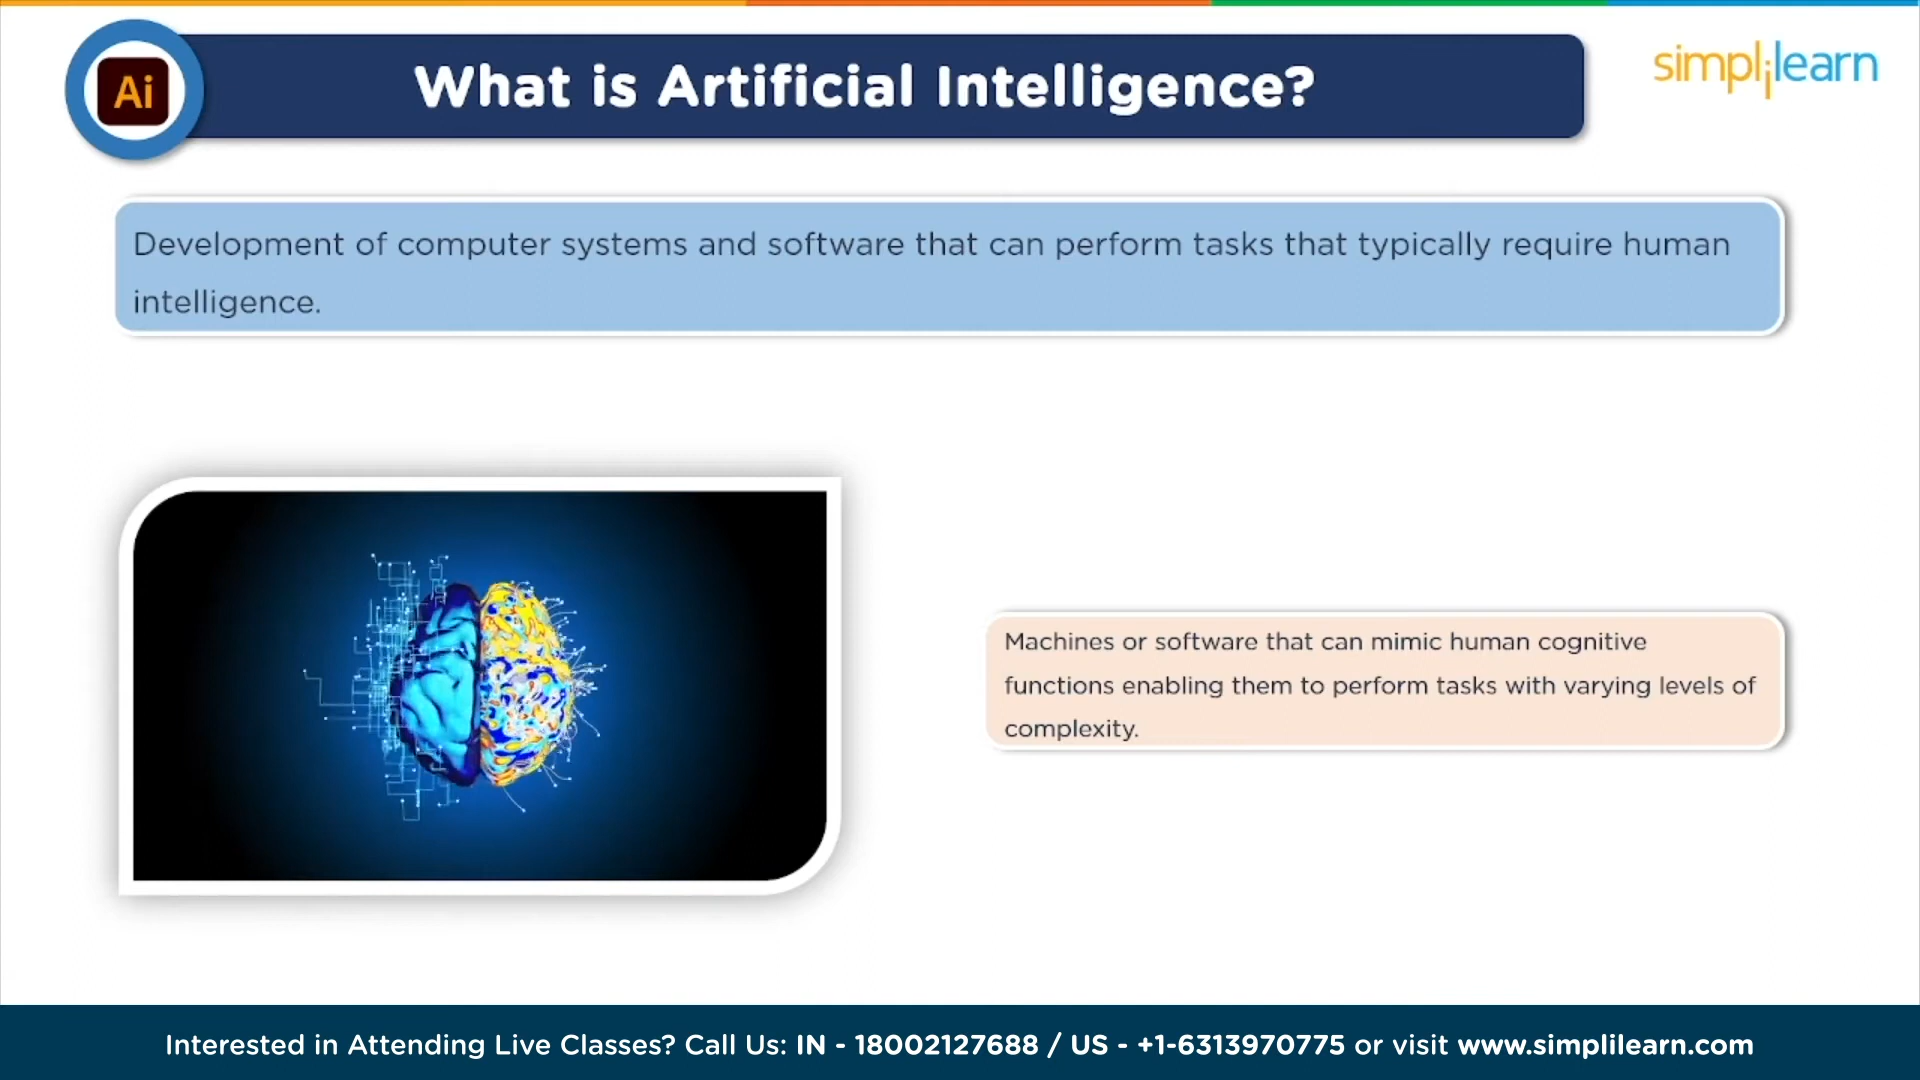 Ai
What is Artificial Intelligence?
simplilearn
Development of computer systems and software that can perform tasks that typically require human
intelligence.
Machines or software that can mimic human cognitive
functions enabling them to perform tasks with varying levels of
complexity.
Interested in Attending Live Classes? Call Us: IN - 18002127688 / US - +1-6313970775 or visit www.simplilearn.com